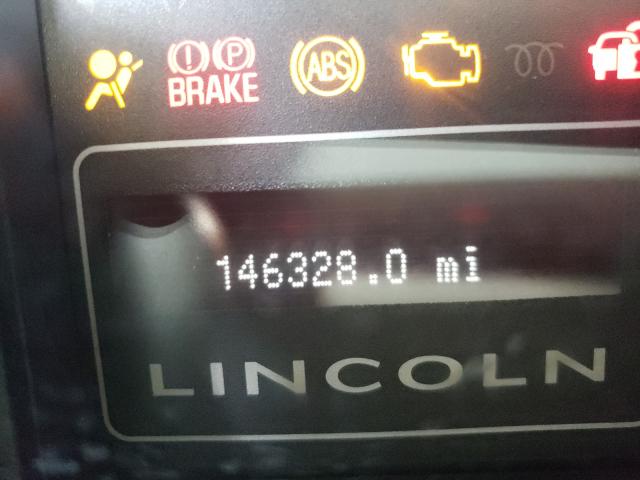 (!) (P) ABS
BRAKE
146328.0 mi
LINCOLN